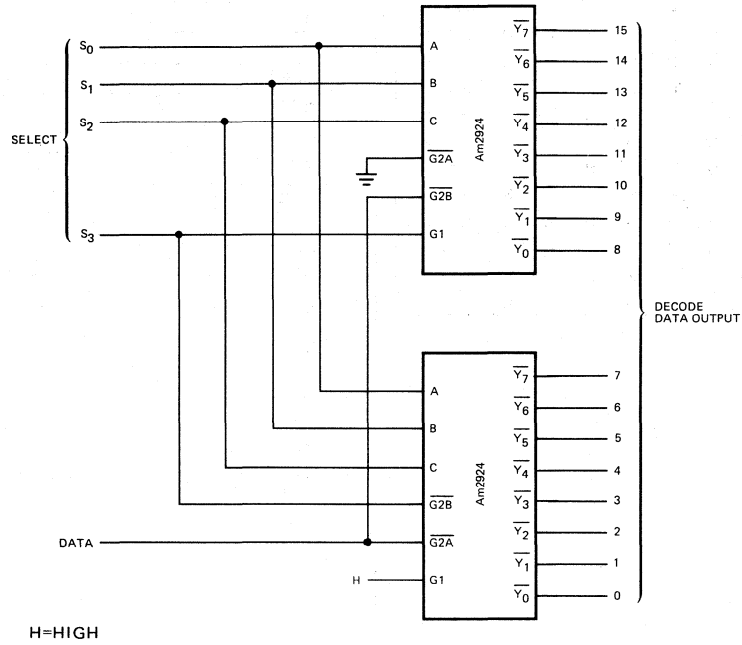 SELECT
S0
S1
S2
S3
DATA
H
A
B
C
G2A
G2B
G1
Am2924
Y7
Y6
Y5
Y4
Y3
Y2
Y1
Y0
15
14
13
12
11
10
9
8
A
B
C
G2B
G2A
G1
Am2924
Y7
Y6
Y5
Y4
Y3
Y2
Y1
Y0
7
6
5
4
3
2
1
0
DECODE
DATA OUTPUT
H=HIGH